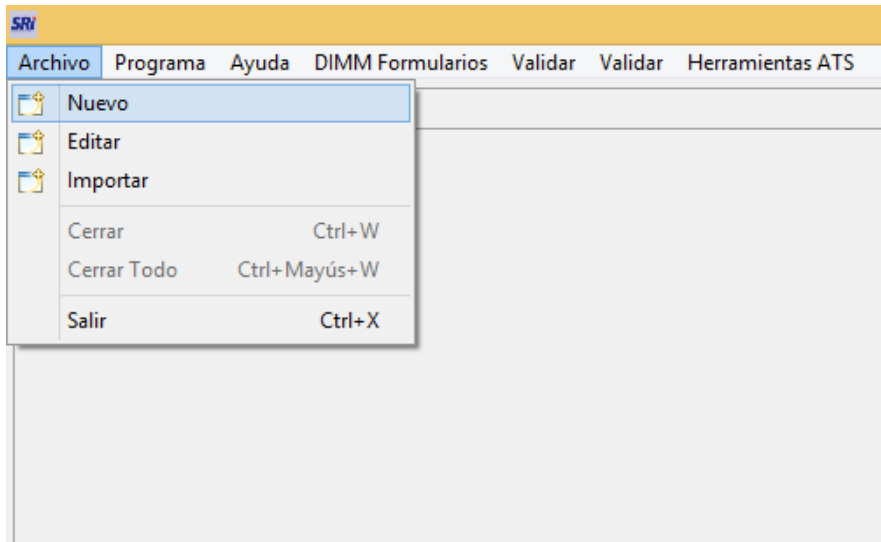 SRi
Archivo Programa Ayuda DIMM Formularios Validar Validar Herramientas ATS
Nuevo
Editar
Importar
Cerrar Ctrl+W
Cerrar Todo Ctrl+Mayús+W
Salir Ctrl+X